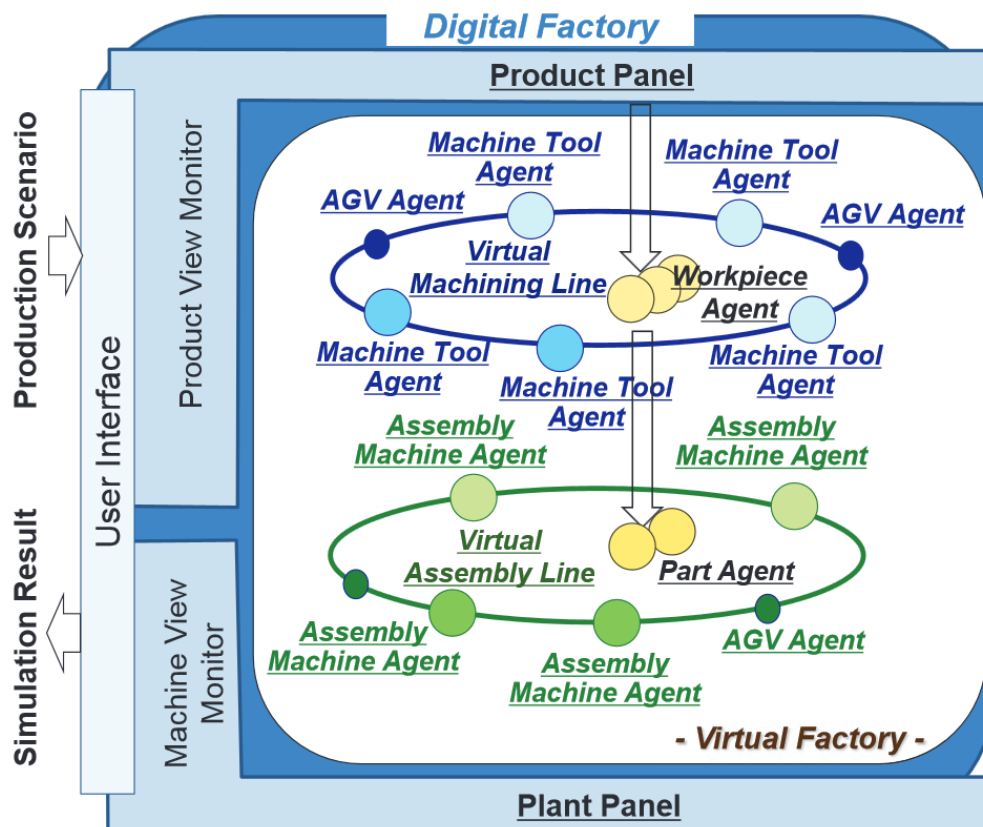 Digital Factory
Product Panel
Production Scenario
Simulation Result
User Interface
Product View Monitor
Machine View
Monitor
Machine Tool
Agent
Machine Tool
Agent
AGV Agent
AGV Agent
Virtual
Machining Line
Workpiece
Agent
Machine Tool
Agent
Machine Tool
Agent
Machine Tool
Agent
Assembly
Machine Agent
Assembly
Machine Agent
Virtual
Assembly Line
Part Agent
Assembly
Machine Agent
Assembly
Machine Agent
AGV Agent
- Virtual Factory -
Plant Panel